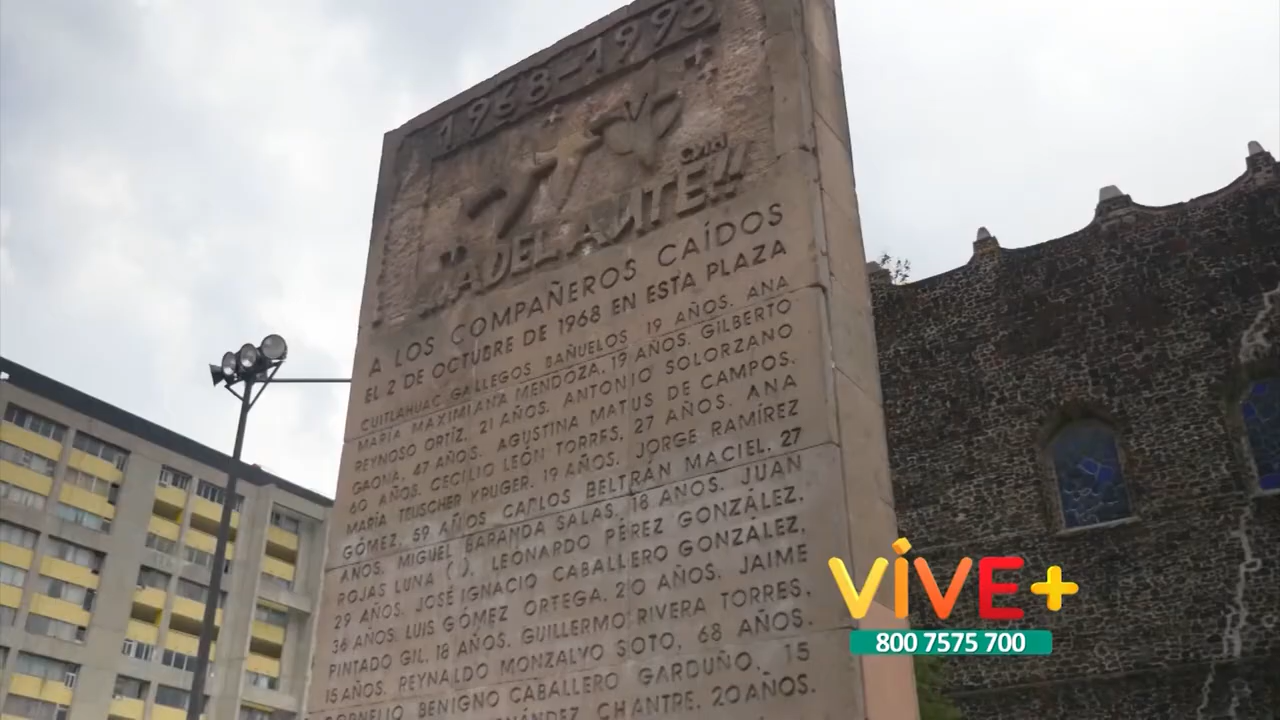 1968-1993
¡¡ADELANTE!!
A LOS COMPAÑEROS CAÍDOS
EL 2 DE OCTUBRE DE 1968 EN ESTA PLAZA
CUITLAHUAC GALLEGOS BAÑUELOS 19 AÑOS. ANA
MARIA MAXIMIANA MENDOZA, 19 AÑOS. GILBERTO
REYNOSO ORTÍZ, 21 AÑOS. ANTONIO SOLORZANO
GAONA, 47 AÑOS. AGUSTINA MATUS DE CAMPOS.
60 AÑOS. CECILIO LEÓN TORRES, 27 AÑOS. ANA
MARÍA TEUSCHER KRUGER. 19 AÑOS. JORGE RAMÍREZ
GÓMEZ, 59 AÑOS CARLOS BELTRÁN MACIEL, 27
AÑOS. MIGUEL BARANDA SALAS, 18 AÑOS. JUAN
ROJAS LUNA ( ). LEONARDO PÉREZ GONZÁLEZ,
29 AÑOS. JOSÉ IGNACIO CABALLERO GONZÁLEZ,
36 AÑOS. LUIS GÓMEZ ORTEGA, 20 AÑOS. JAIME
PINTADO GIL, 18 AÑOS. GUILLERMO RIVERA TORRES,
15 AÑOS. REYNALDO MONZALVO SOTO, 68 AÑOS.
CORNELIO BENIGNO CABALLERO GARDUÑO, 15
CHANTRE, 20 AÑOS.
VIVE+
800 7575 700